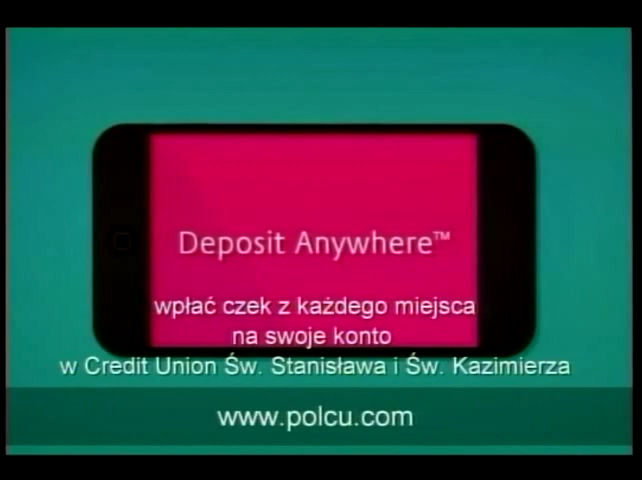 Deposit Anywhere™
wpłać czek z każdego miejsca
na swoje konto
w Credit Union Św. Stanisława i Św. Kazimierza
www.polcu.com